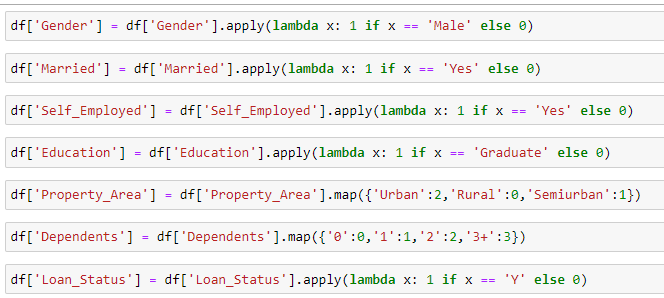 df['Gender'] = df['Gender'].apply(lambda x: 1 if x == 'Male' else 0)
df['Married'] = df['Married'].apply(lambda x: 1 if x == 'Yes' else 0)
df['Self_Employed'] = df['Self_Employed'].apply(lambda x: 1 if x == 'Yes' else 0)
df['Education'] = df['Education'].apply(lambda x: 1 if x == 'Graduate' else 0)
df['Property_Area'] = df['Property_Area'].map({'Urban':2,'Rural':0,'Semiurban':1})
df['Dependents'] = df['Dependents'].map({'0':0,'1':1,'2':2,'3+':3})
df['Loan_Status'] = df['Loan_Status'].apply(lambda x: 1 if x == 'Y' else 0)